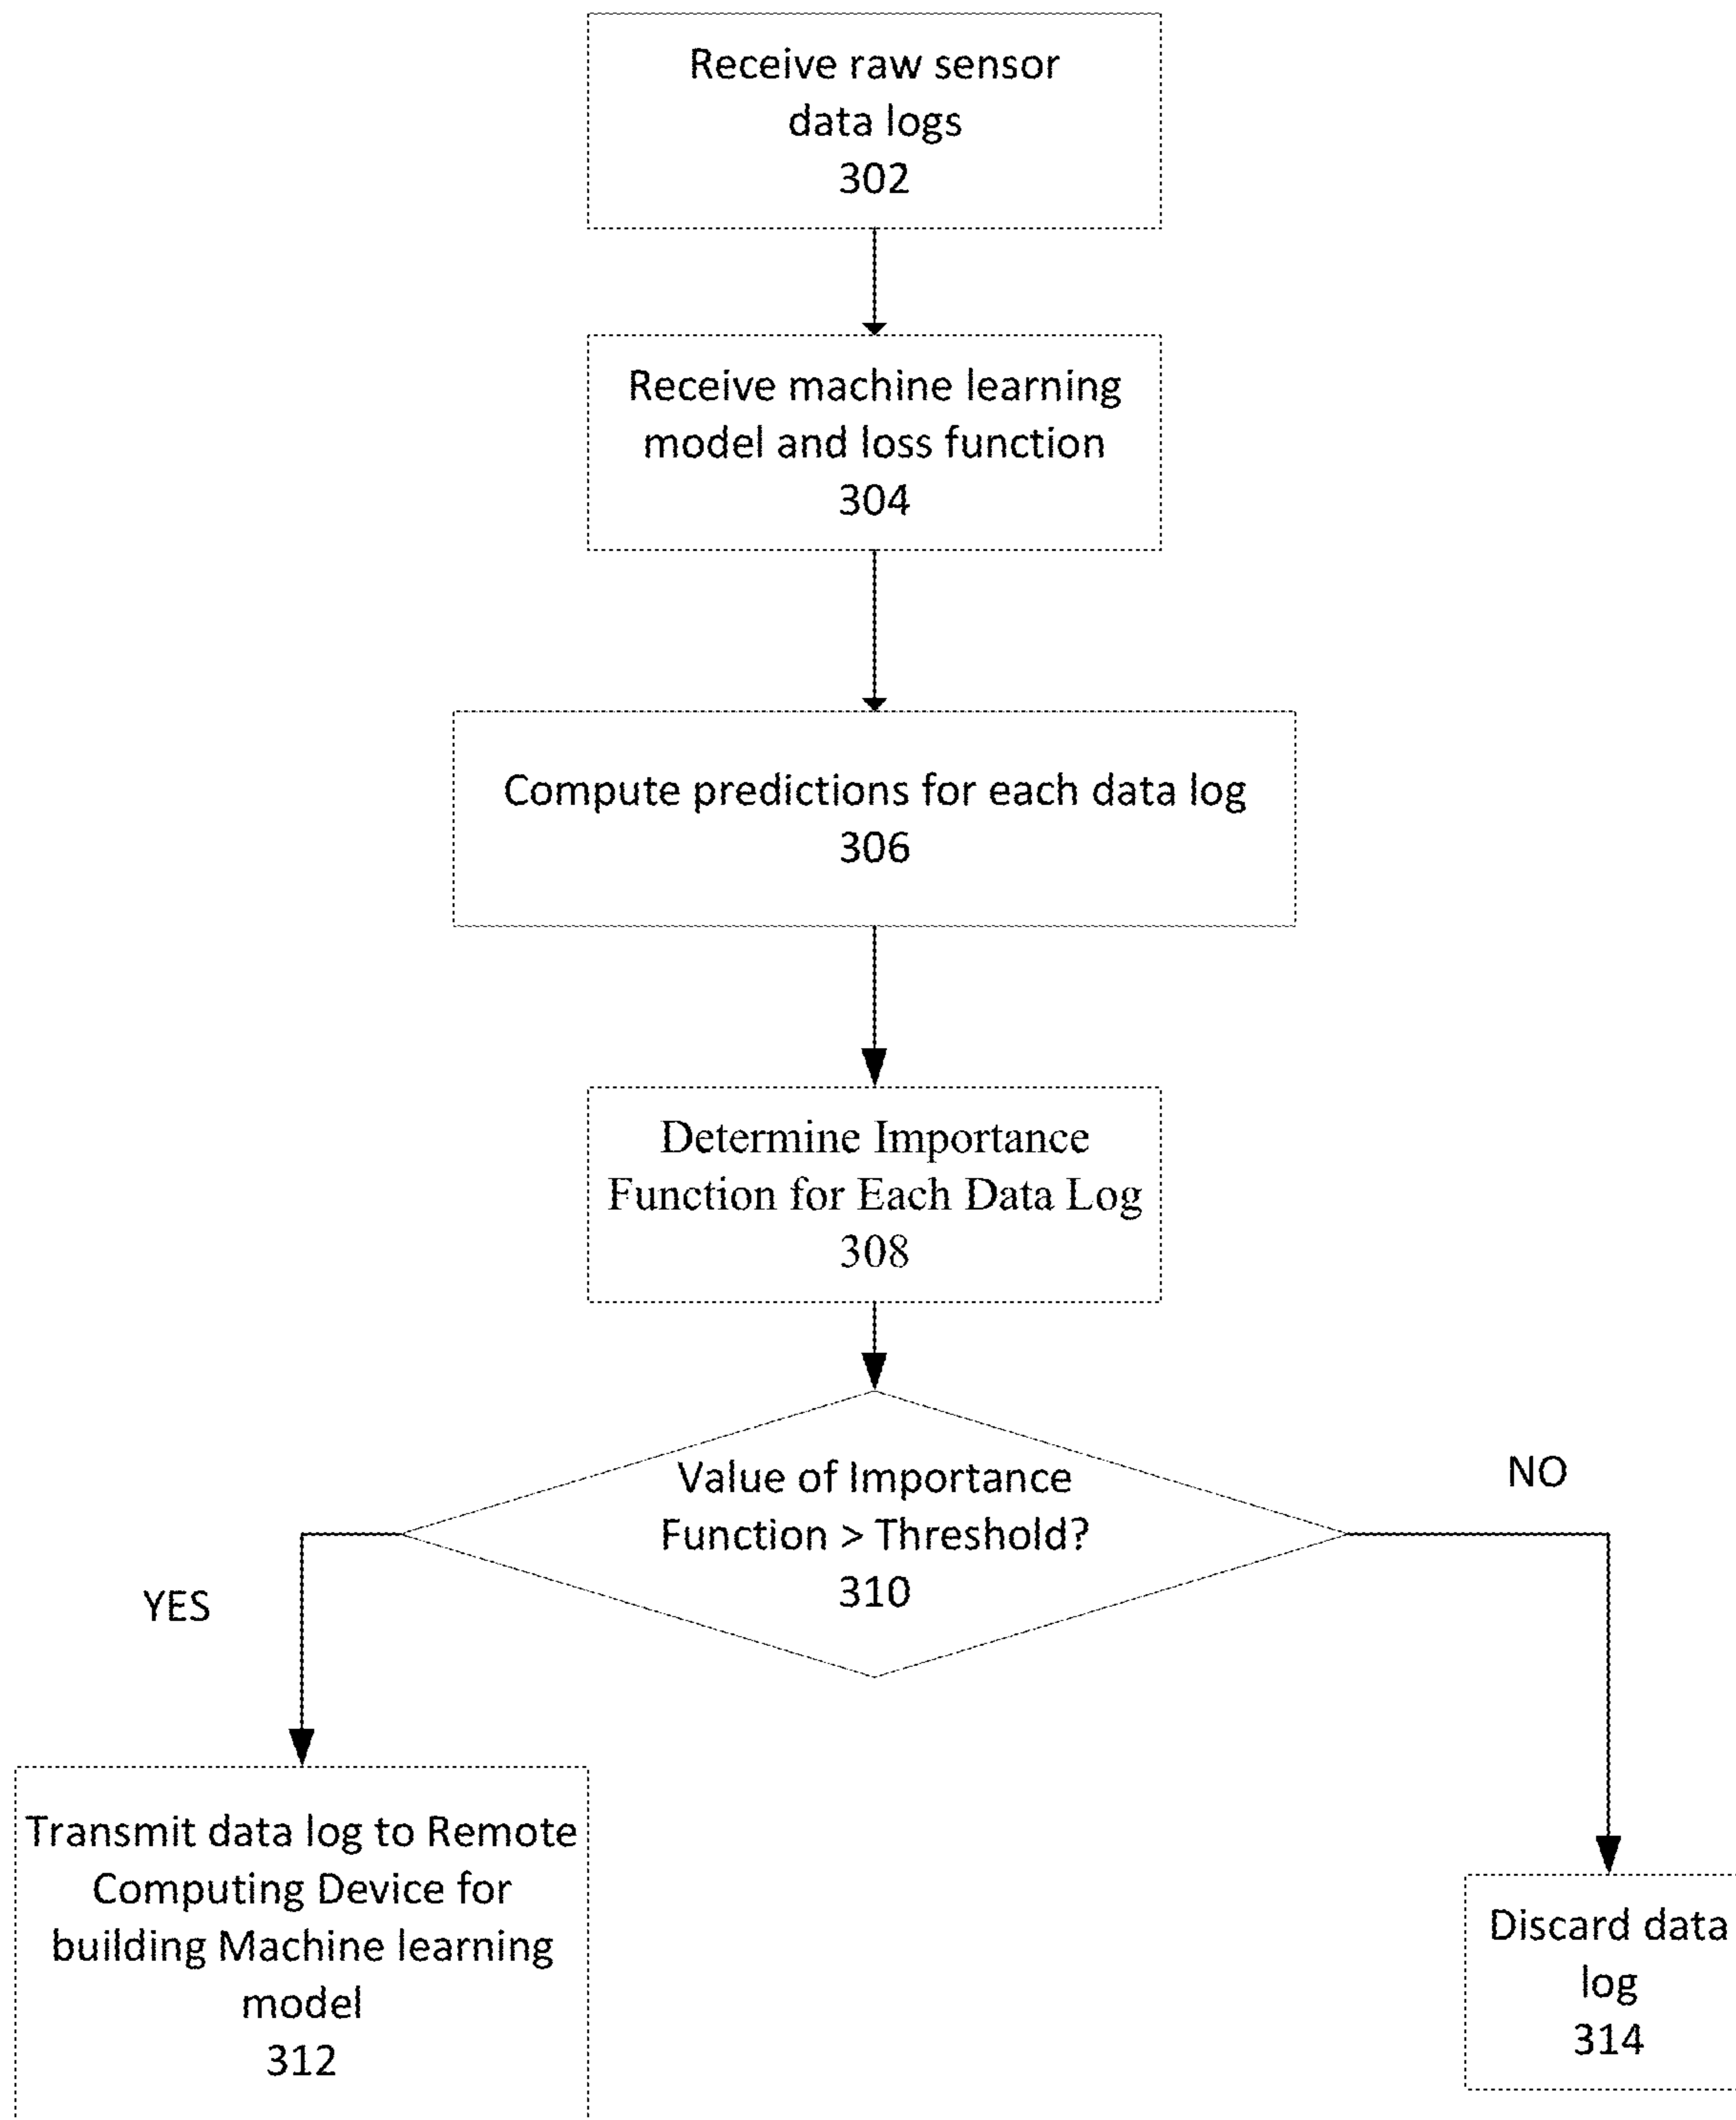 Receive raw sensor
data logs
302
Receive machine learning
model and loss function
304
Compute predictions for each data log
306
Determine Importance
Function for Each Data Log
308
Value of Importance
Function > Threshold?
310
NO
YES
Transmit data log to Remote
Computing Device for
building Machine learning
model
312
Discard data
log
314